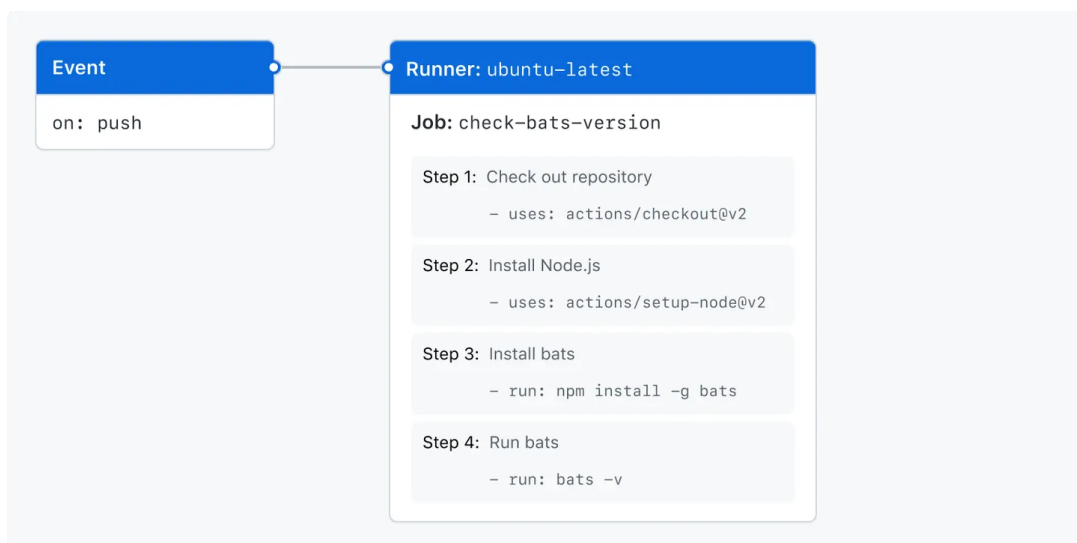 Event
on: push
Runner: ubuntu-latest
Job: check-bats-version
Step 1: Check out repository
- uses: actions/checkout@v2
Step 2: Install Node.js
- uses: actions/setup-node@v2
Step 3: Install bats
- run: npm install -g bats
Step 4: Run bats
- run: bats -v